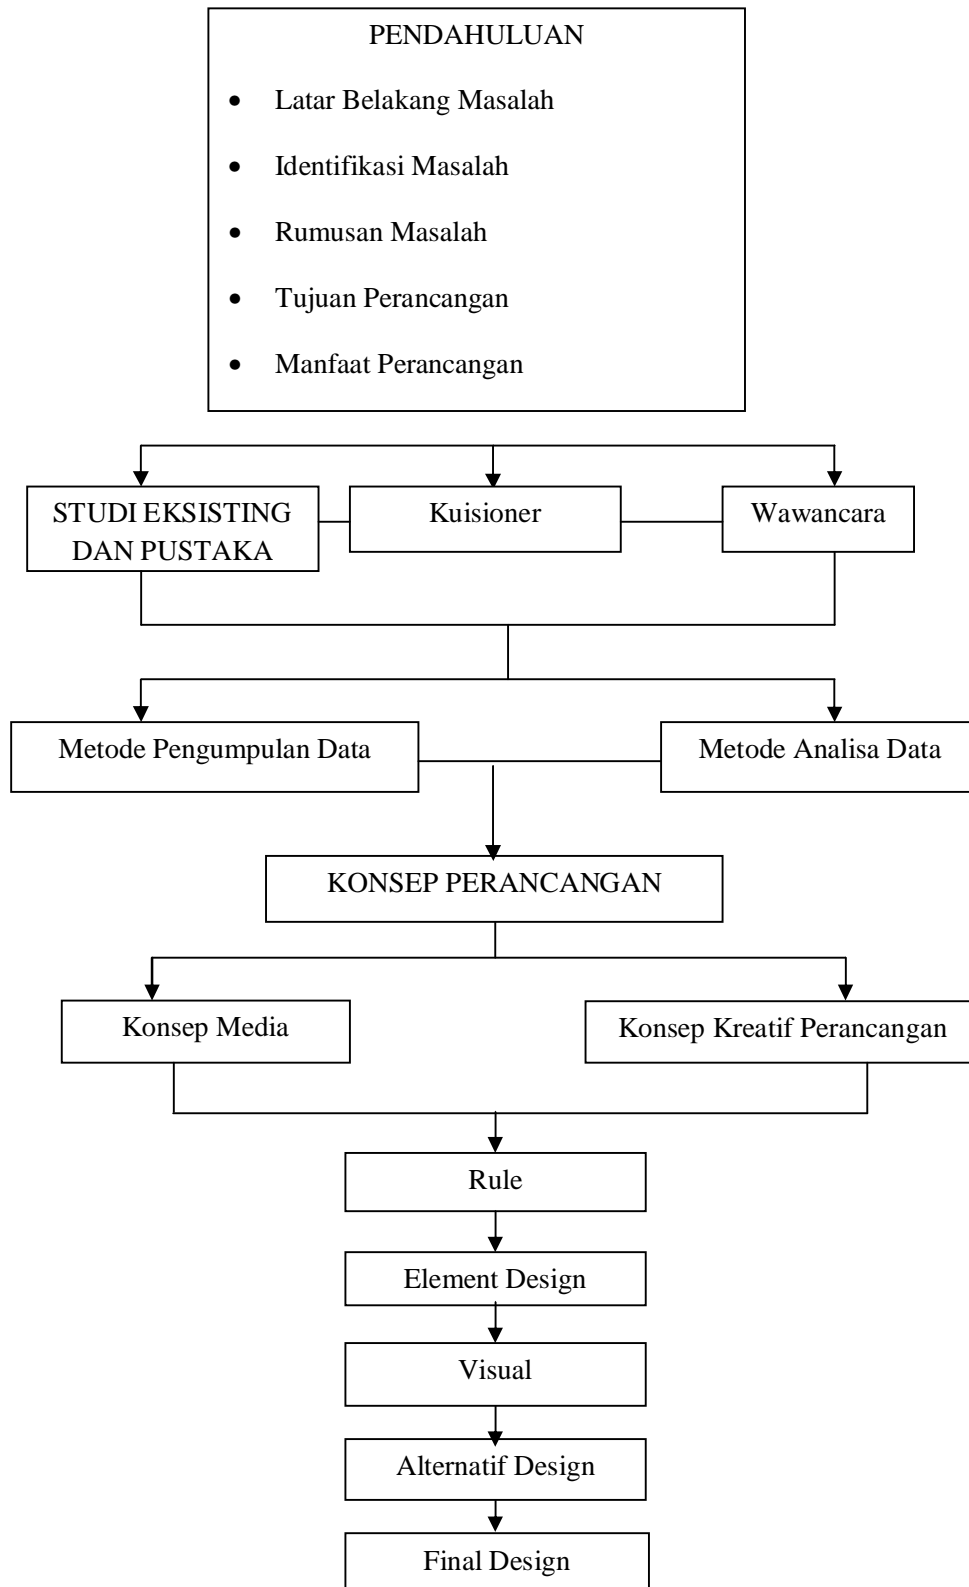 PENDAHULUAN
• Latar Belakang Masalah
• Identifikasi Masalah
• Rumusan Masalah
• Tujuan Perancangan
• Manfaat Perancangan
STUDI EKSISTING
DAN PUSTAKA
Kuisioner
Wawancara
Metode Pengumpulan Data
Metode Analisa Data
KONSEP PERANCANGAN
Konsep Media
Konsep Kreatif Perancangan
Rule
Element Design
Visual
Alternatif Design
Final Design